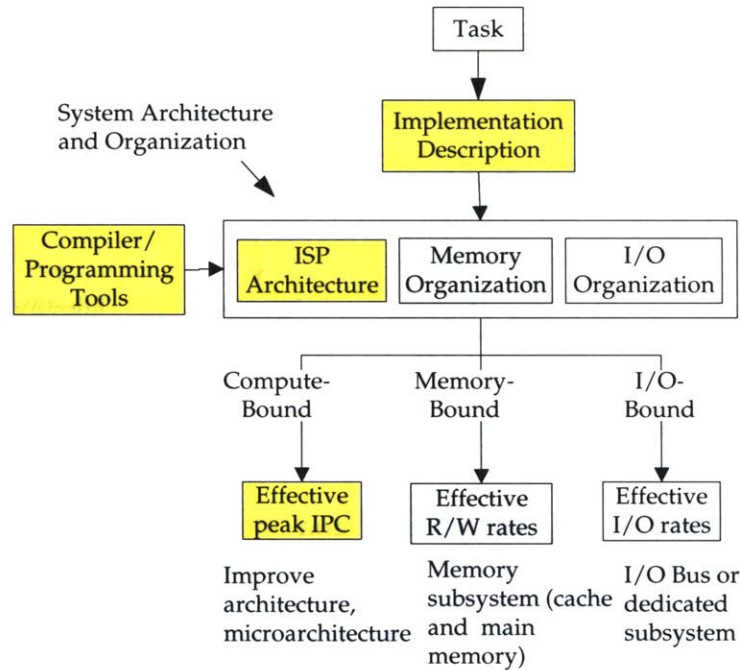 Task
System Architecture
and Organization
Implementation
Description
Compiler/
Programming
Tools
ISP
Architecture
Memory
Organization
I/O
Organization
Compute-
Bound
Memory-
Bound
I/O-
Bound
Effective
peak IPC
Effective
R/W rates
Effective
I/O rates
Improve
architecture,
microarchitecture
Memory
subsystem (cache
and main
memory)
I/O Bus or
dedicated
subsystem